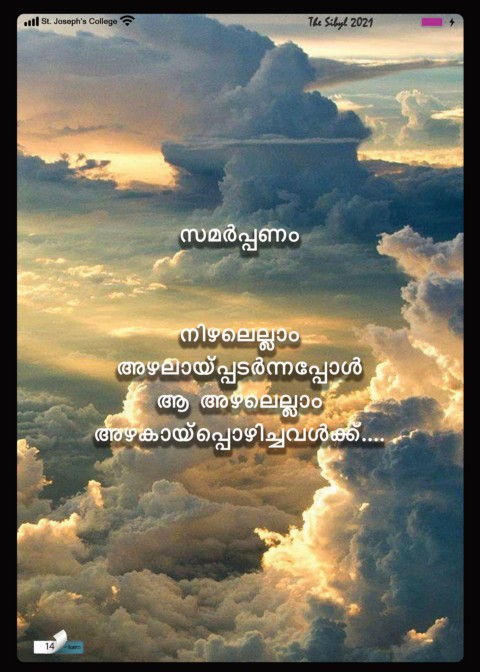 St. Joseph's College The Sibyl 2021
സമർപ്പണം
നിഴലെല്ലാം
അഴലായ്പ്പടർന്നപ്പോൾ
ആ അഴലെല്ലാം
അഴകായ്പ്പൊഴിച്ചവൾക്ക്....
14